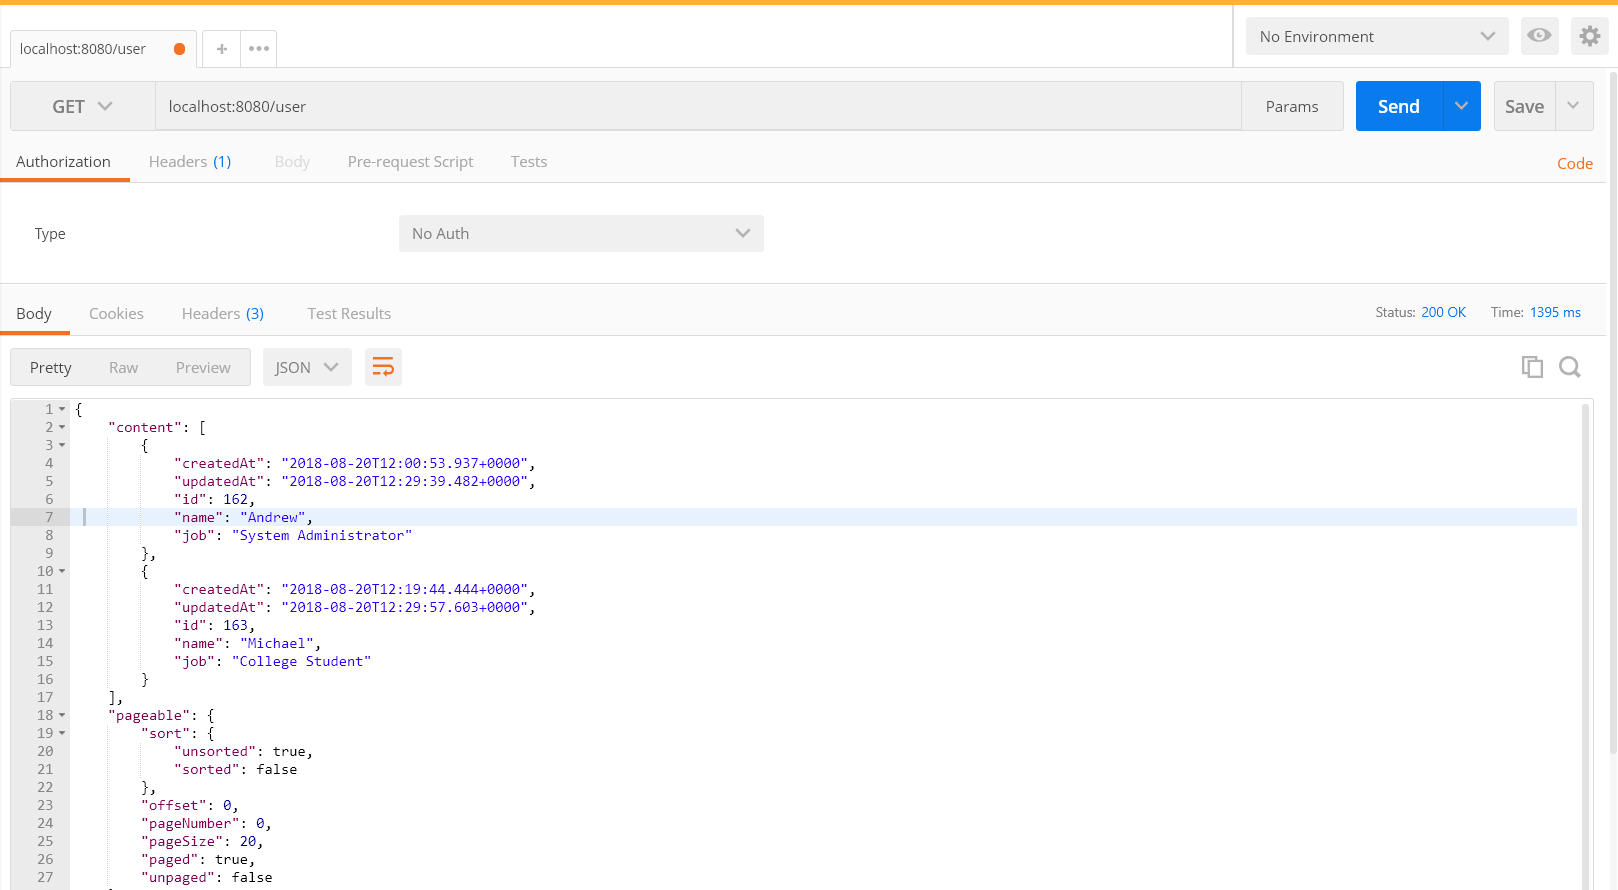 localhost:8080/user
+ •••
No Environment
GET localhost:8080/user Params Send Save
Authorization Headers (1) Body Pre-request Script Tests Code
Type No Auth
Body Cookies Headers (3) Test Results Status: 200 OK Time: 1395 ms
Pretty Raw Preview JSON
1 {
2 "content": [
3 {
4 "createdAt": "2018-08-20T12:00:53.937+0000",
5 "updatedAt": "2018-08-20T12:29:39.482+0000",
6 "id": 162,
7 "name": "Andrew",
8 "job": "System Administrator"
9 },
10 {
11 "createdAt": "2018-08-20T12:19:44.444+0000",
12 "updatedAt": "2018-08-20T12:29:57.603+0000",
13 "id": 163,
14 "name": "Michael",
15 "job": "College Student"
16 }
17 ],
18 "pageable": {
19 "sort": {
20 "unsorted": true,
21 "sorted": false
22 },
23 "offset": 0,
24 "pageNumber": 0,
25 "pageSize": 20,
26 "paged": true,
27 "unpaged": false